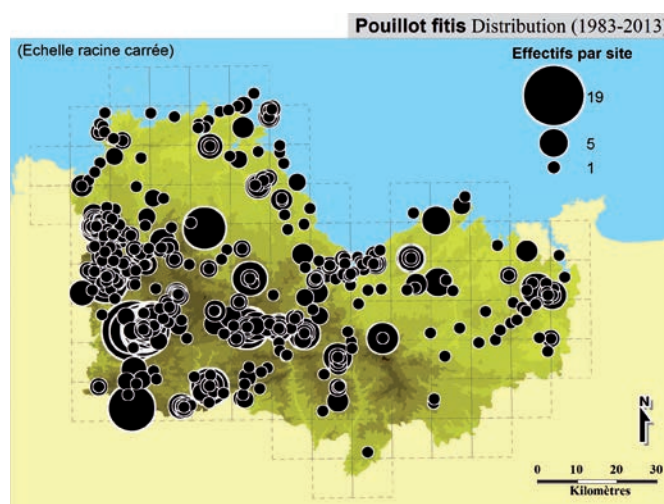 Pouillot fitis Distribution (1983-2013)
(Echelle racine carrée)
Effectifs par site
19
5
1
N
0 10 20 30
Kilomètres